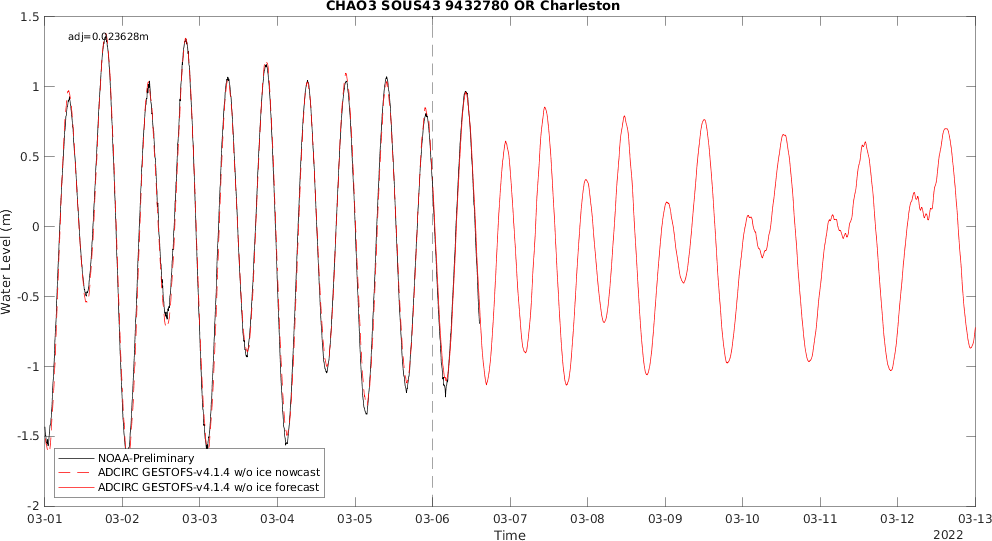 CHAO3 SOUS43 9432780 OR Charleston
adj=0.023628m
1.5
1
0.5
0
-0.5
-1
-1.5
-2
Water Level (m)
NOAA-Preliminary
ADCIRC GESTOFS-v4.1.4 w/o ice nowcast
ADCIRC GESTOFS-v4.1.4 w/o ice forecast
03-01 03-02 03-03 03-04 03-05 03-06 03-07 03-08 03-09 03-10 03-11 03-12 03-13
Time
2022